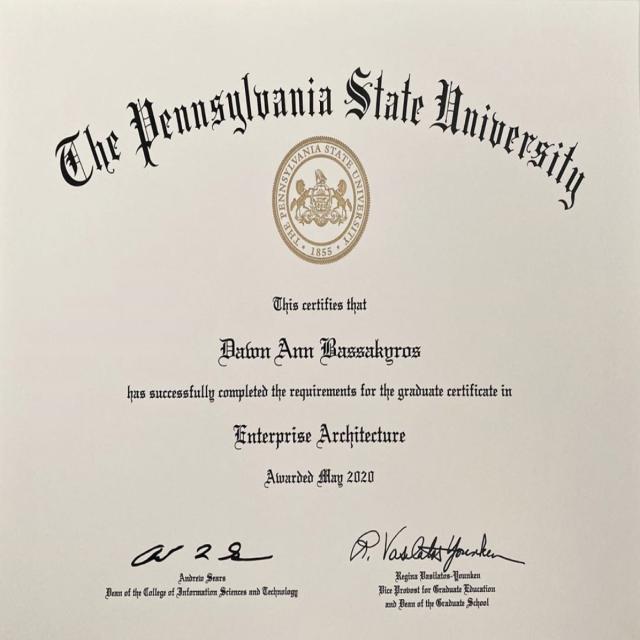 The Pennsylvania State University
THE PENNSYLVANIA STATE UNIVERSITY
1855
This certifies that
Dawn Ann Bassakyros
has successfully completed the requirements for the graduate certificate in
Enterprise Architecture
Awarded May 2020
Andrew Sears
Dean of the College of Information Sciences and Technology
R. Vasilatos-Younken
Regina Vasilatos-Younken
Vice Provost for Graduate Education
and Dean of the Graduate School